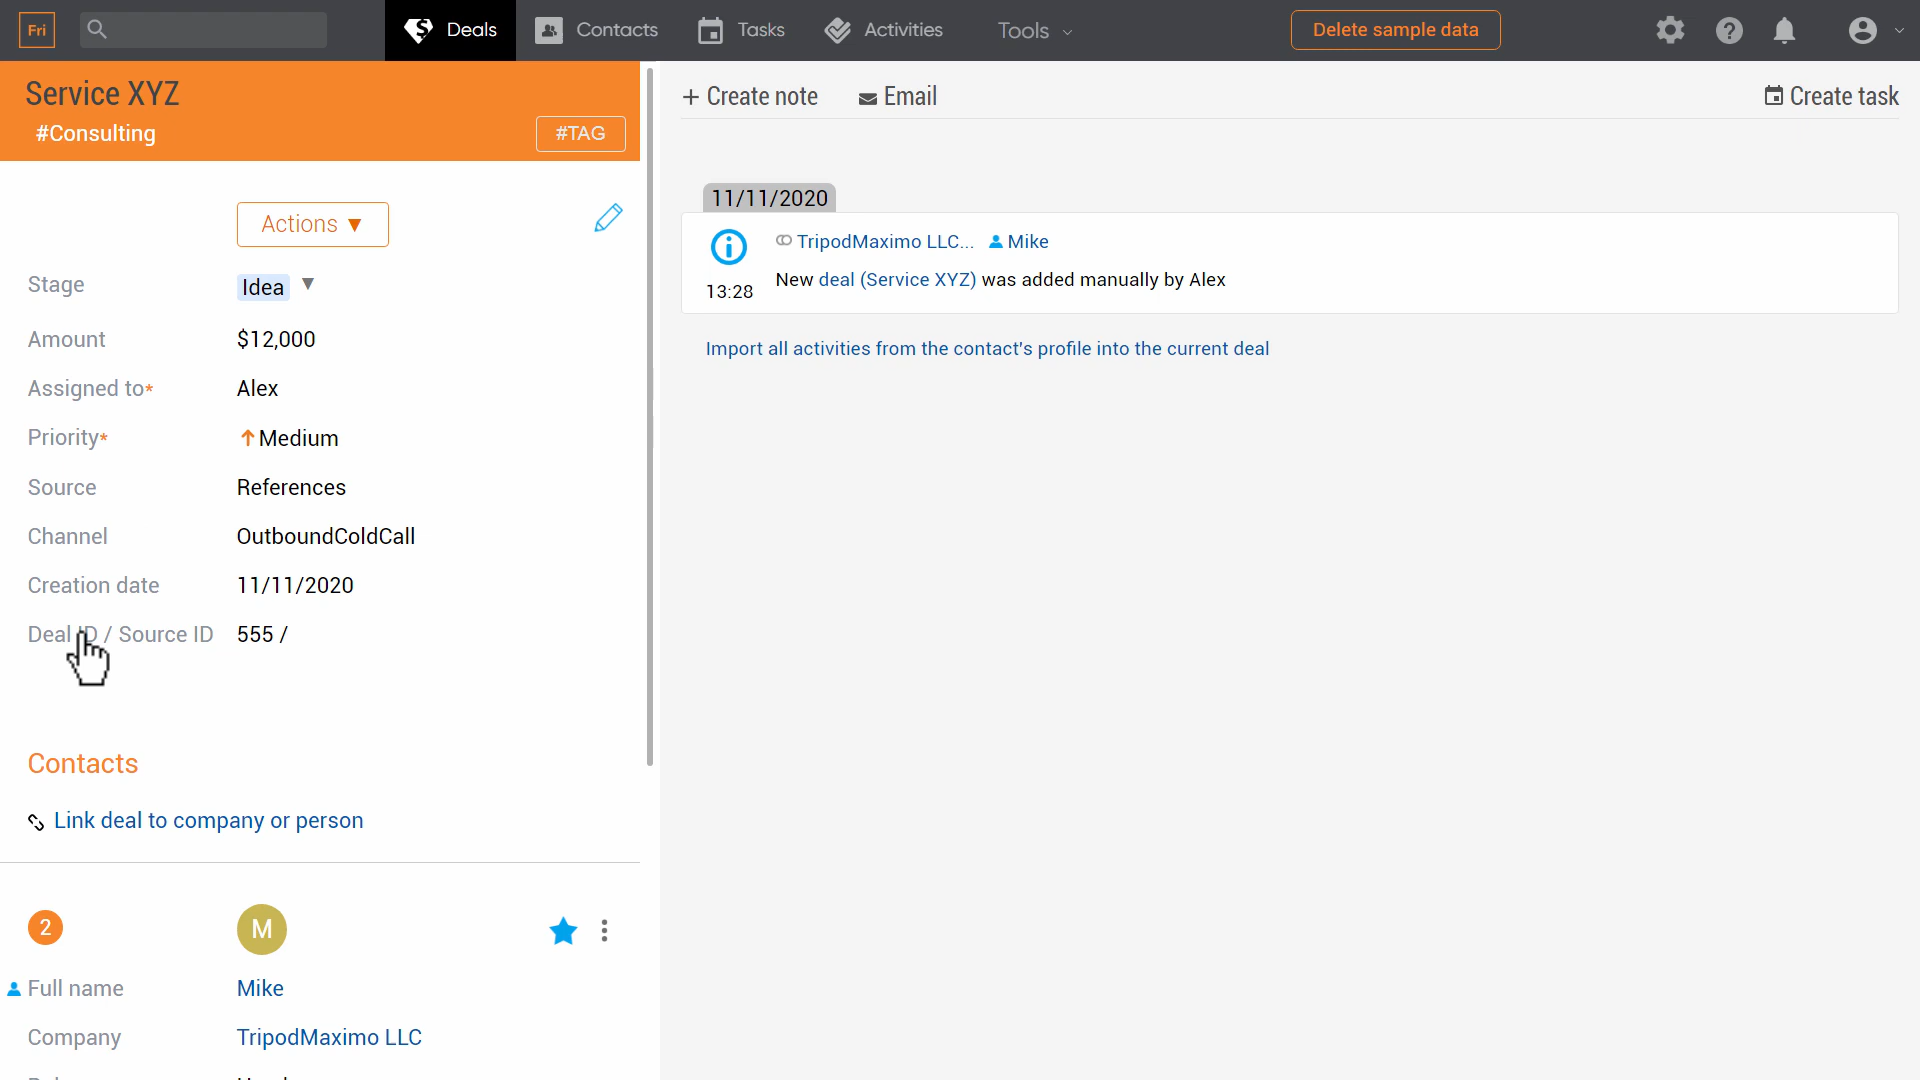 Fri
Deals
Contacts
Tasks
Activities
Tools
Delete sample data
Service XYZ
#Consulting
#TAG
Actions ▼
Stage Idea ▼
Amount $12,000
Assigned to* Alex
Priority* Medium
Source References
Channel OutboundColdCall
Creation date 11/11/2020
Deal ID / Source ID 555 /
Contacts
Link deal to company or person
2 M
Full name Mike
Company TripodMaximo LLC
+ Create note
Email
Create task
11/11/2020
TripodMaximo LLC... Mike
New deal (Service XYZ) was added manually by Alex
13:28
Import all activities from the contact's profile into the current deal